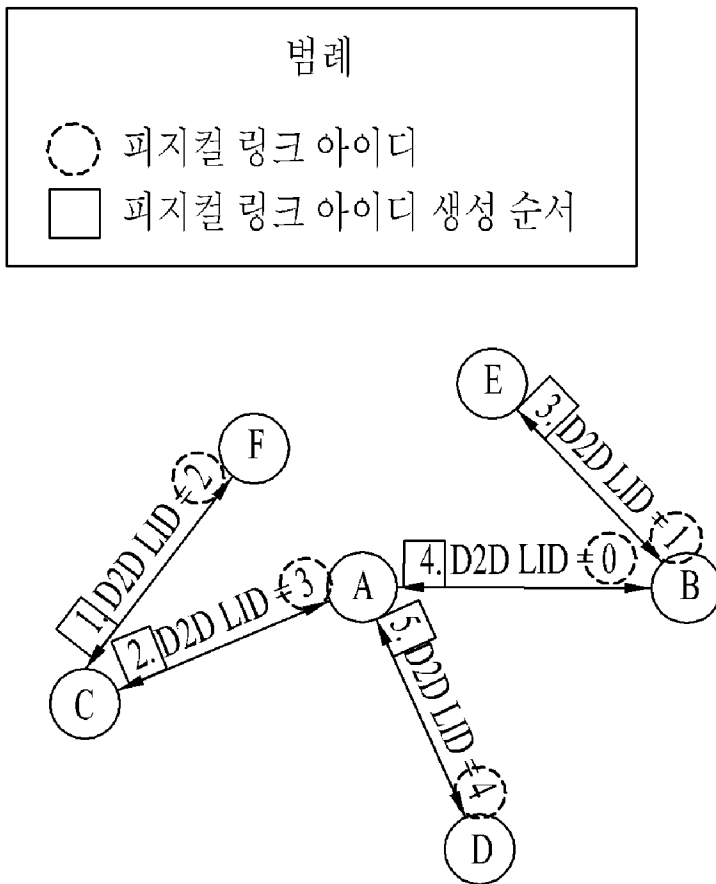 범례
피지컬 링크 아이디
피지컬 링크 아이디 생성 순서
E
3. D2D LID = 1
F
1. D2D LID = 2
A
4. D2D LID = 0
B
2. D2D LID = 3
C
5. D2D LID = 4
D